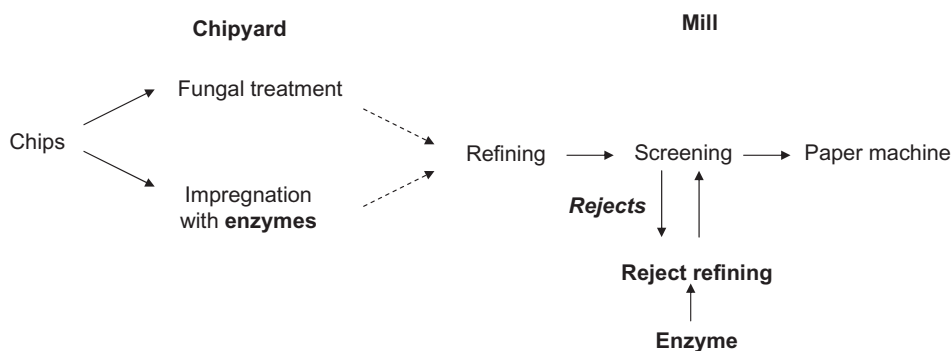 Chipyard
Mill
Fungal treatment
Chips
Refining
Screening
Paper machine
Impregnation
with enzymes
Rejects
Reject refining
Enzyme